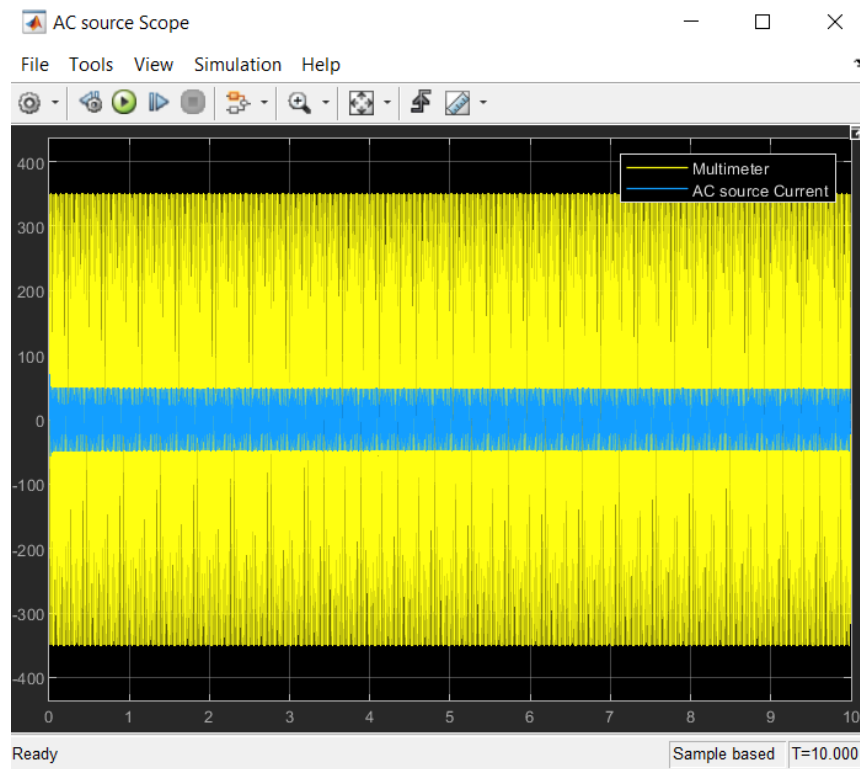 AC source Scope
File Tools View Simulation Help
Multimeter
AC source Current
400
300
200
100
0
-100
-200
-300
-400
0 1 2 3 4 5 6 7 8 9 10
Ready Sample based T=10.000